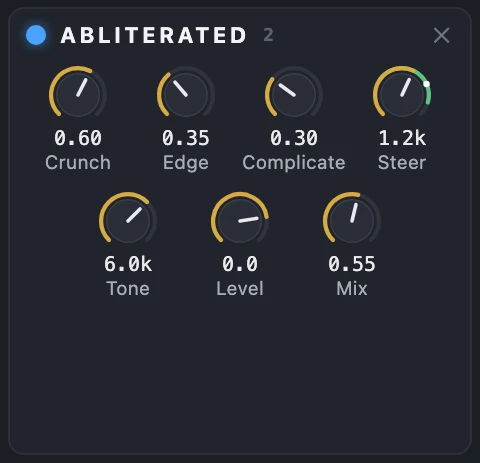 ABLITERATED 2
0.60 0.35 0.30 1.2k
Crunch Edge Complicate Steer
6.0k 0.0 0.55
Tone Level Mix